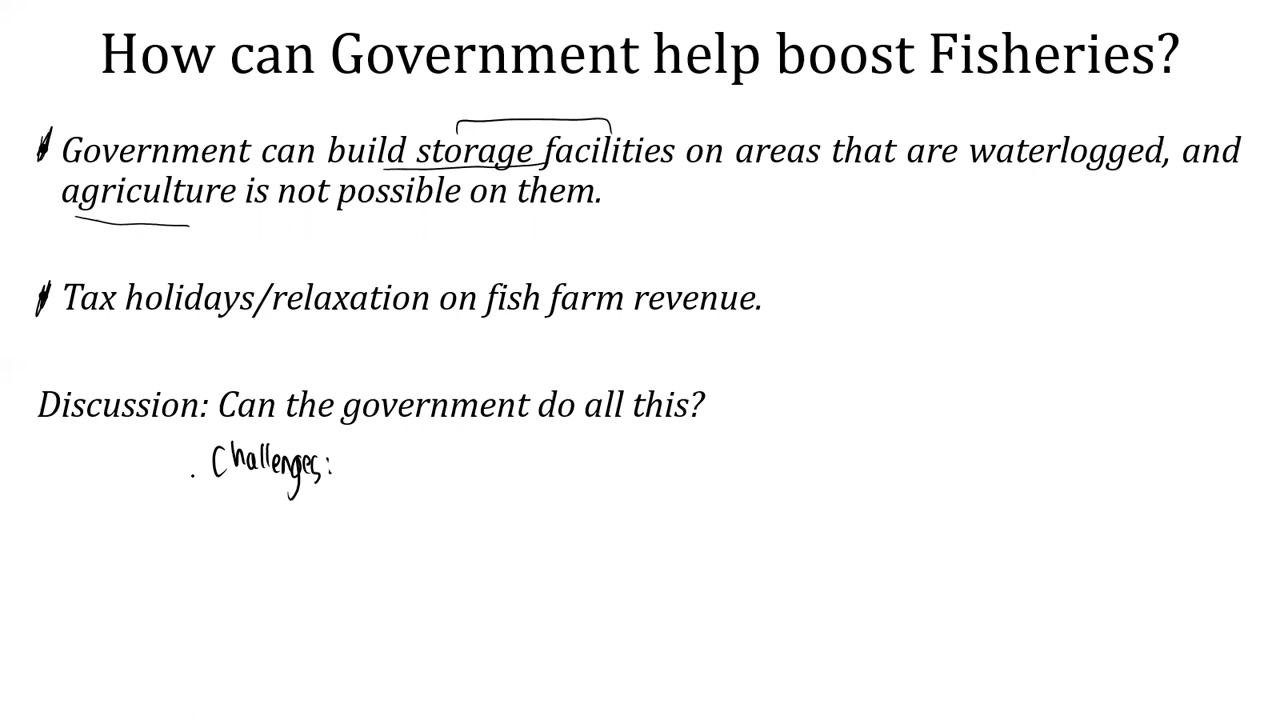 How can Government help boost Fisheries?
Government can build storage facilities on areas that are waterlogged, and
agriculture is not possible on them.
Tax holidays/relaxation on fish farm revenue.
Discussion: Can the government do all this?
. Challenges: